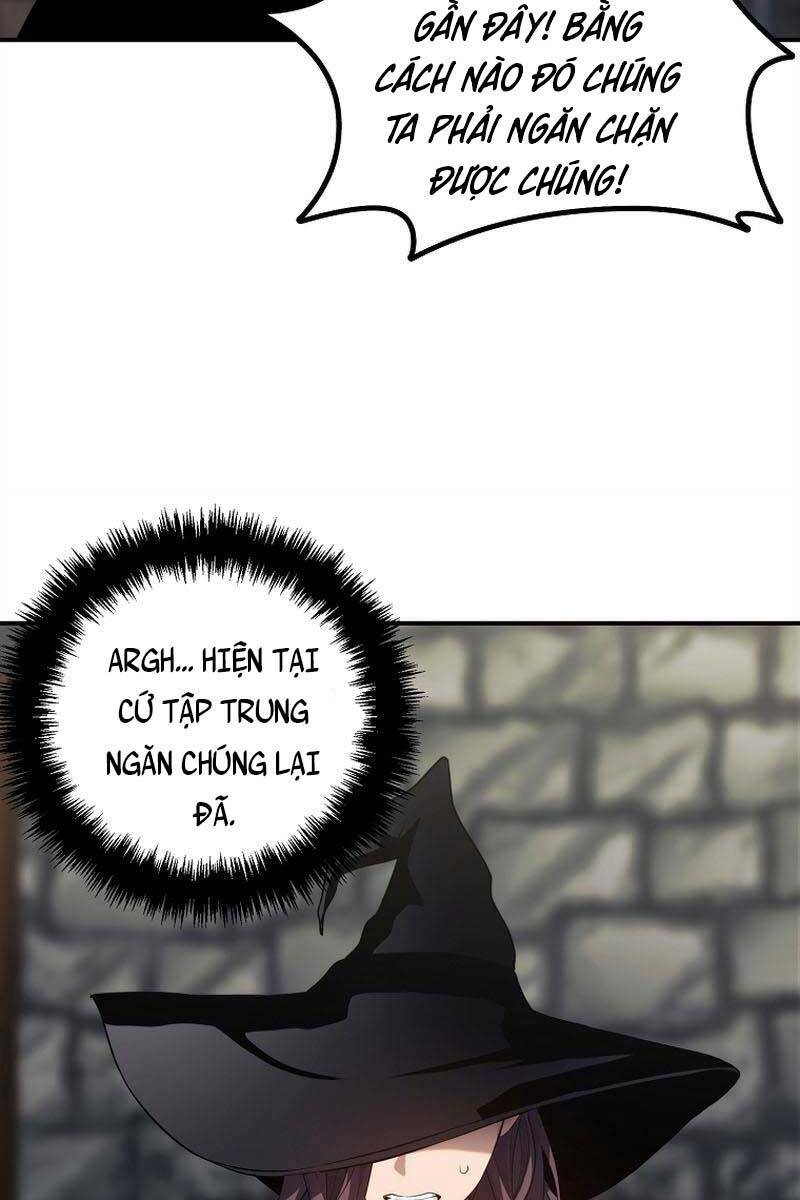 GẦN ĐÂY! BẰNG
CÁCH NÀO ĐÓ CHÚNG
TA PHẢI NGĂN CHẶN
ĐƯỢC CHÚNG!
ARGH... HIỆN TẠI
CỨ TẬP TRUNG
NGĂN CHÚNG LẠI
ĐÃ.